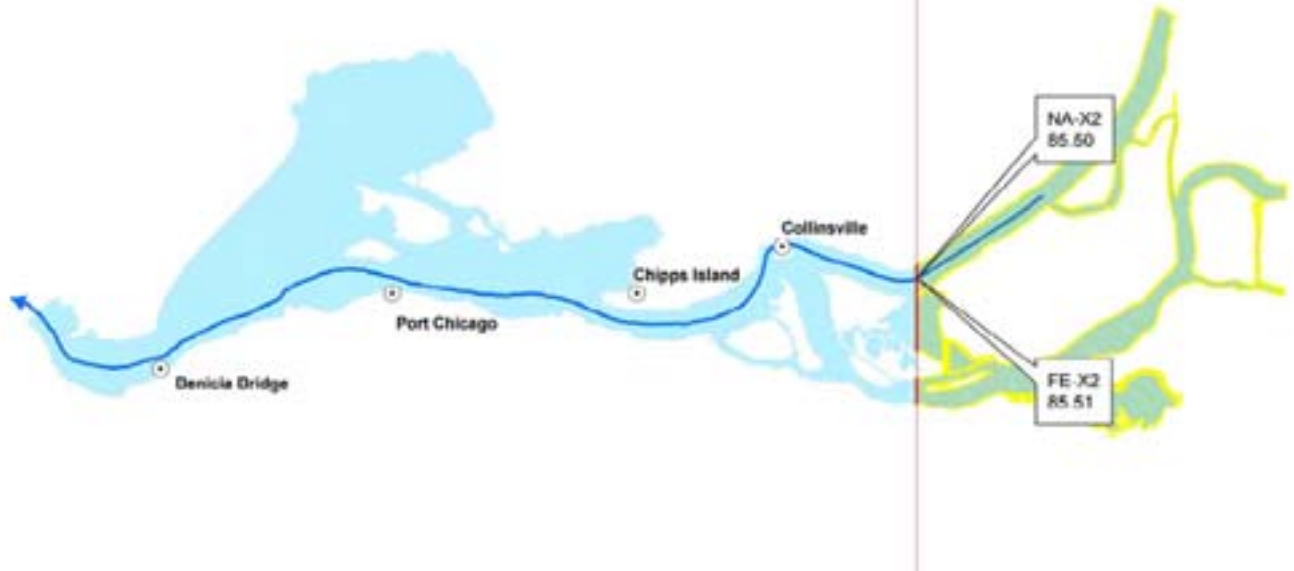 NA-X2
85.50
Collinsville
Chipps Island
Port Chicago
Benicia Bridge
FE-X2
85.51